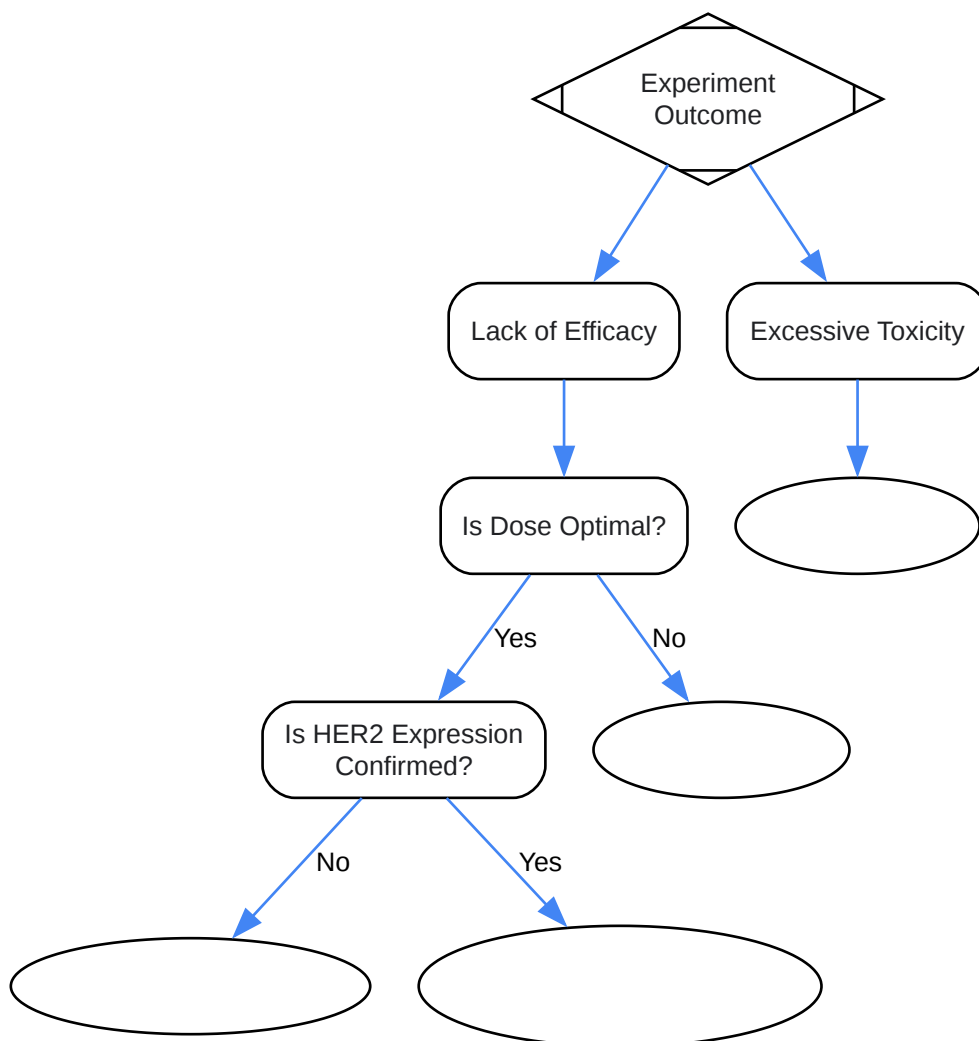 Experiment
Outcome
Lack of Efficacy
Excessive Toxicity
Is Dose Optimal?
Yes
No
Is HER2 Expression
Confirmed?
No
Yes